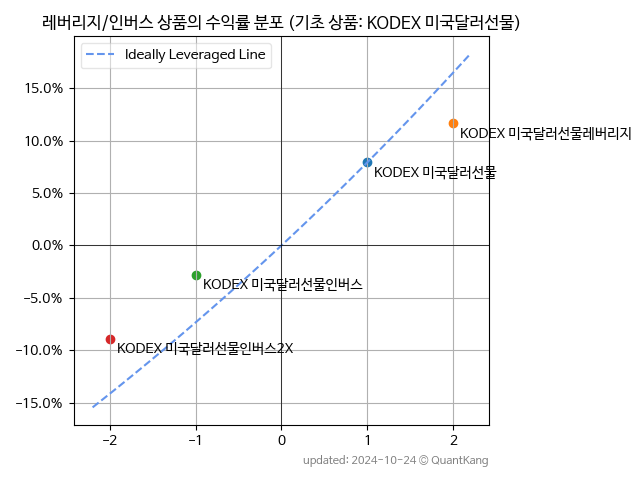 레버리지/인버스 상품의 수익률 분포 (기초 상품: KODEX 미국달러선물)
Ideally Leveraged Line
15.0%
10.0%
5.0%
0.0%
−5.0%
−10.0%
−15.0%
KODEX 미국달러선물레버리지
KODEX 미국달러선물
KODEX 미국달러선물인버스
KODEX 미국달러선물인버스2X
−2
−1
0
1
2
updated: 2024-10-24 © QuantKang